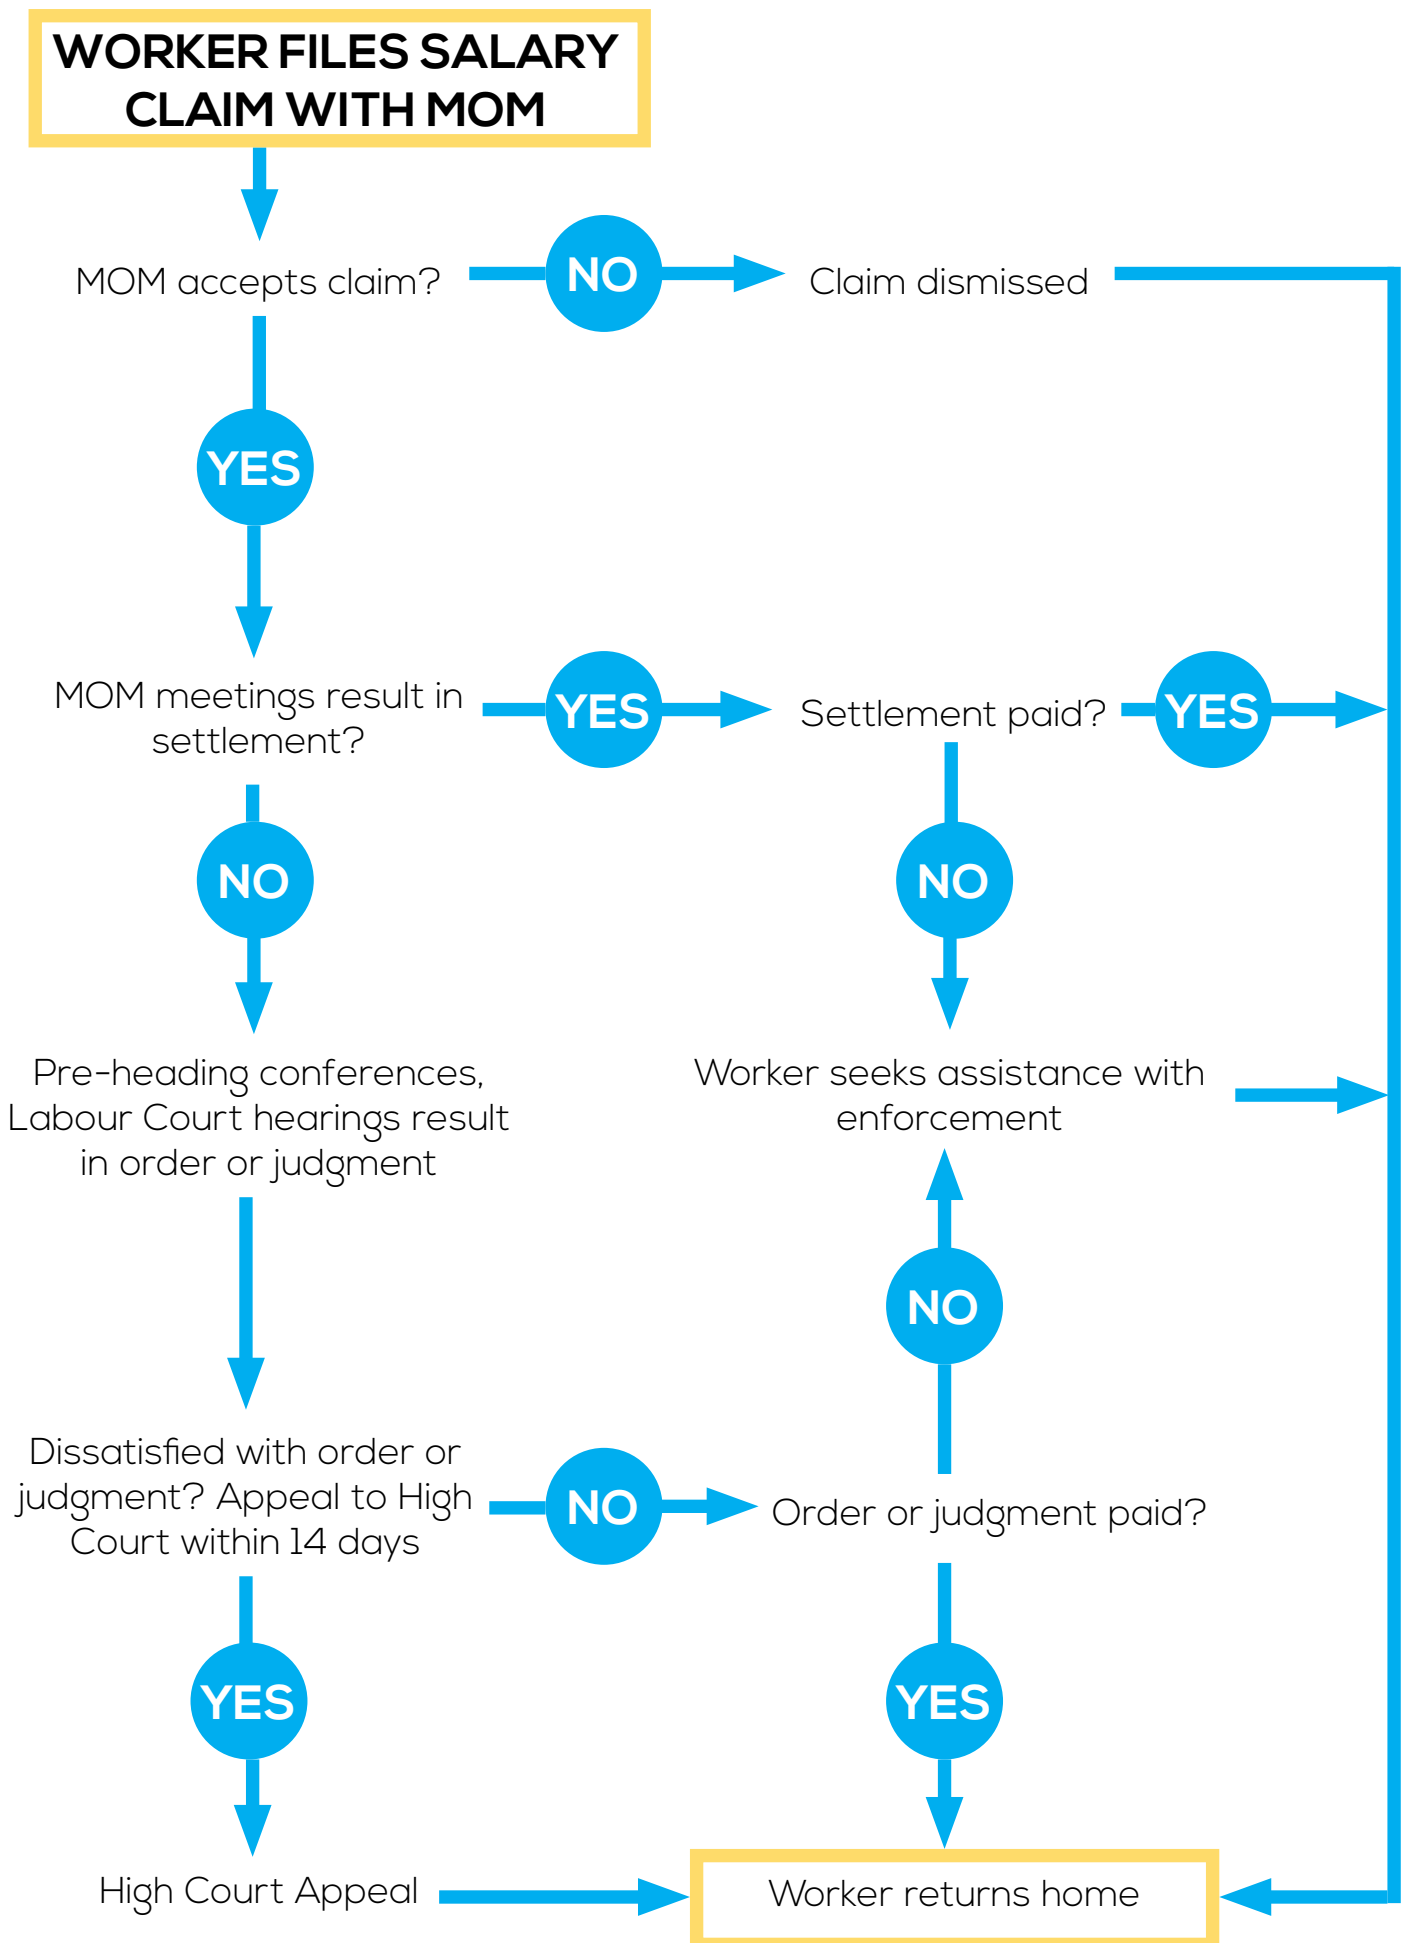 WORKER FILES SALARY
CLAIM WITH MOM
MOM accepts claim?
NO
Claim dismissed
YES
MOM meetings result in
settlement?
YES
Settlement paid?
YES
NO
NO
Pre-heading conferences,
Labour Court hearings result
in order or judgment
Worker seeks assistance with
enforcement
NO
Dissatisfied with order or
judgment? Appeal to High
Court within 14 days
NO
Order or judgment paid?
YES
YES
High Court Appeal
Worker returns home